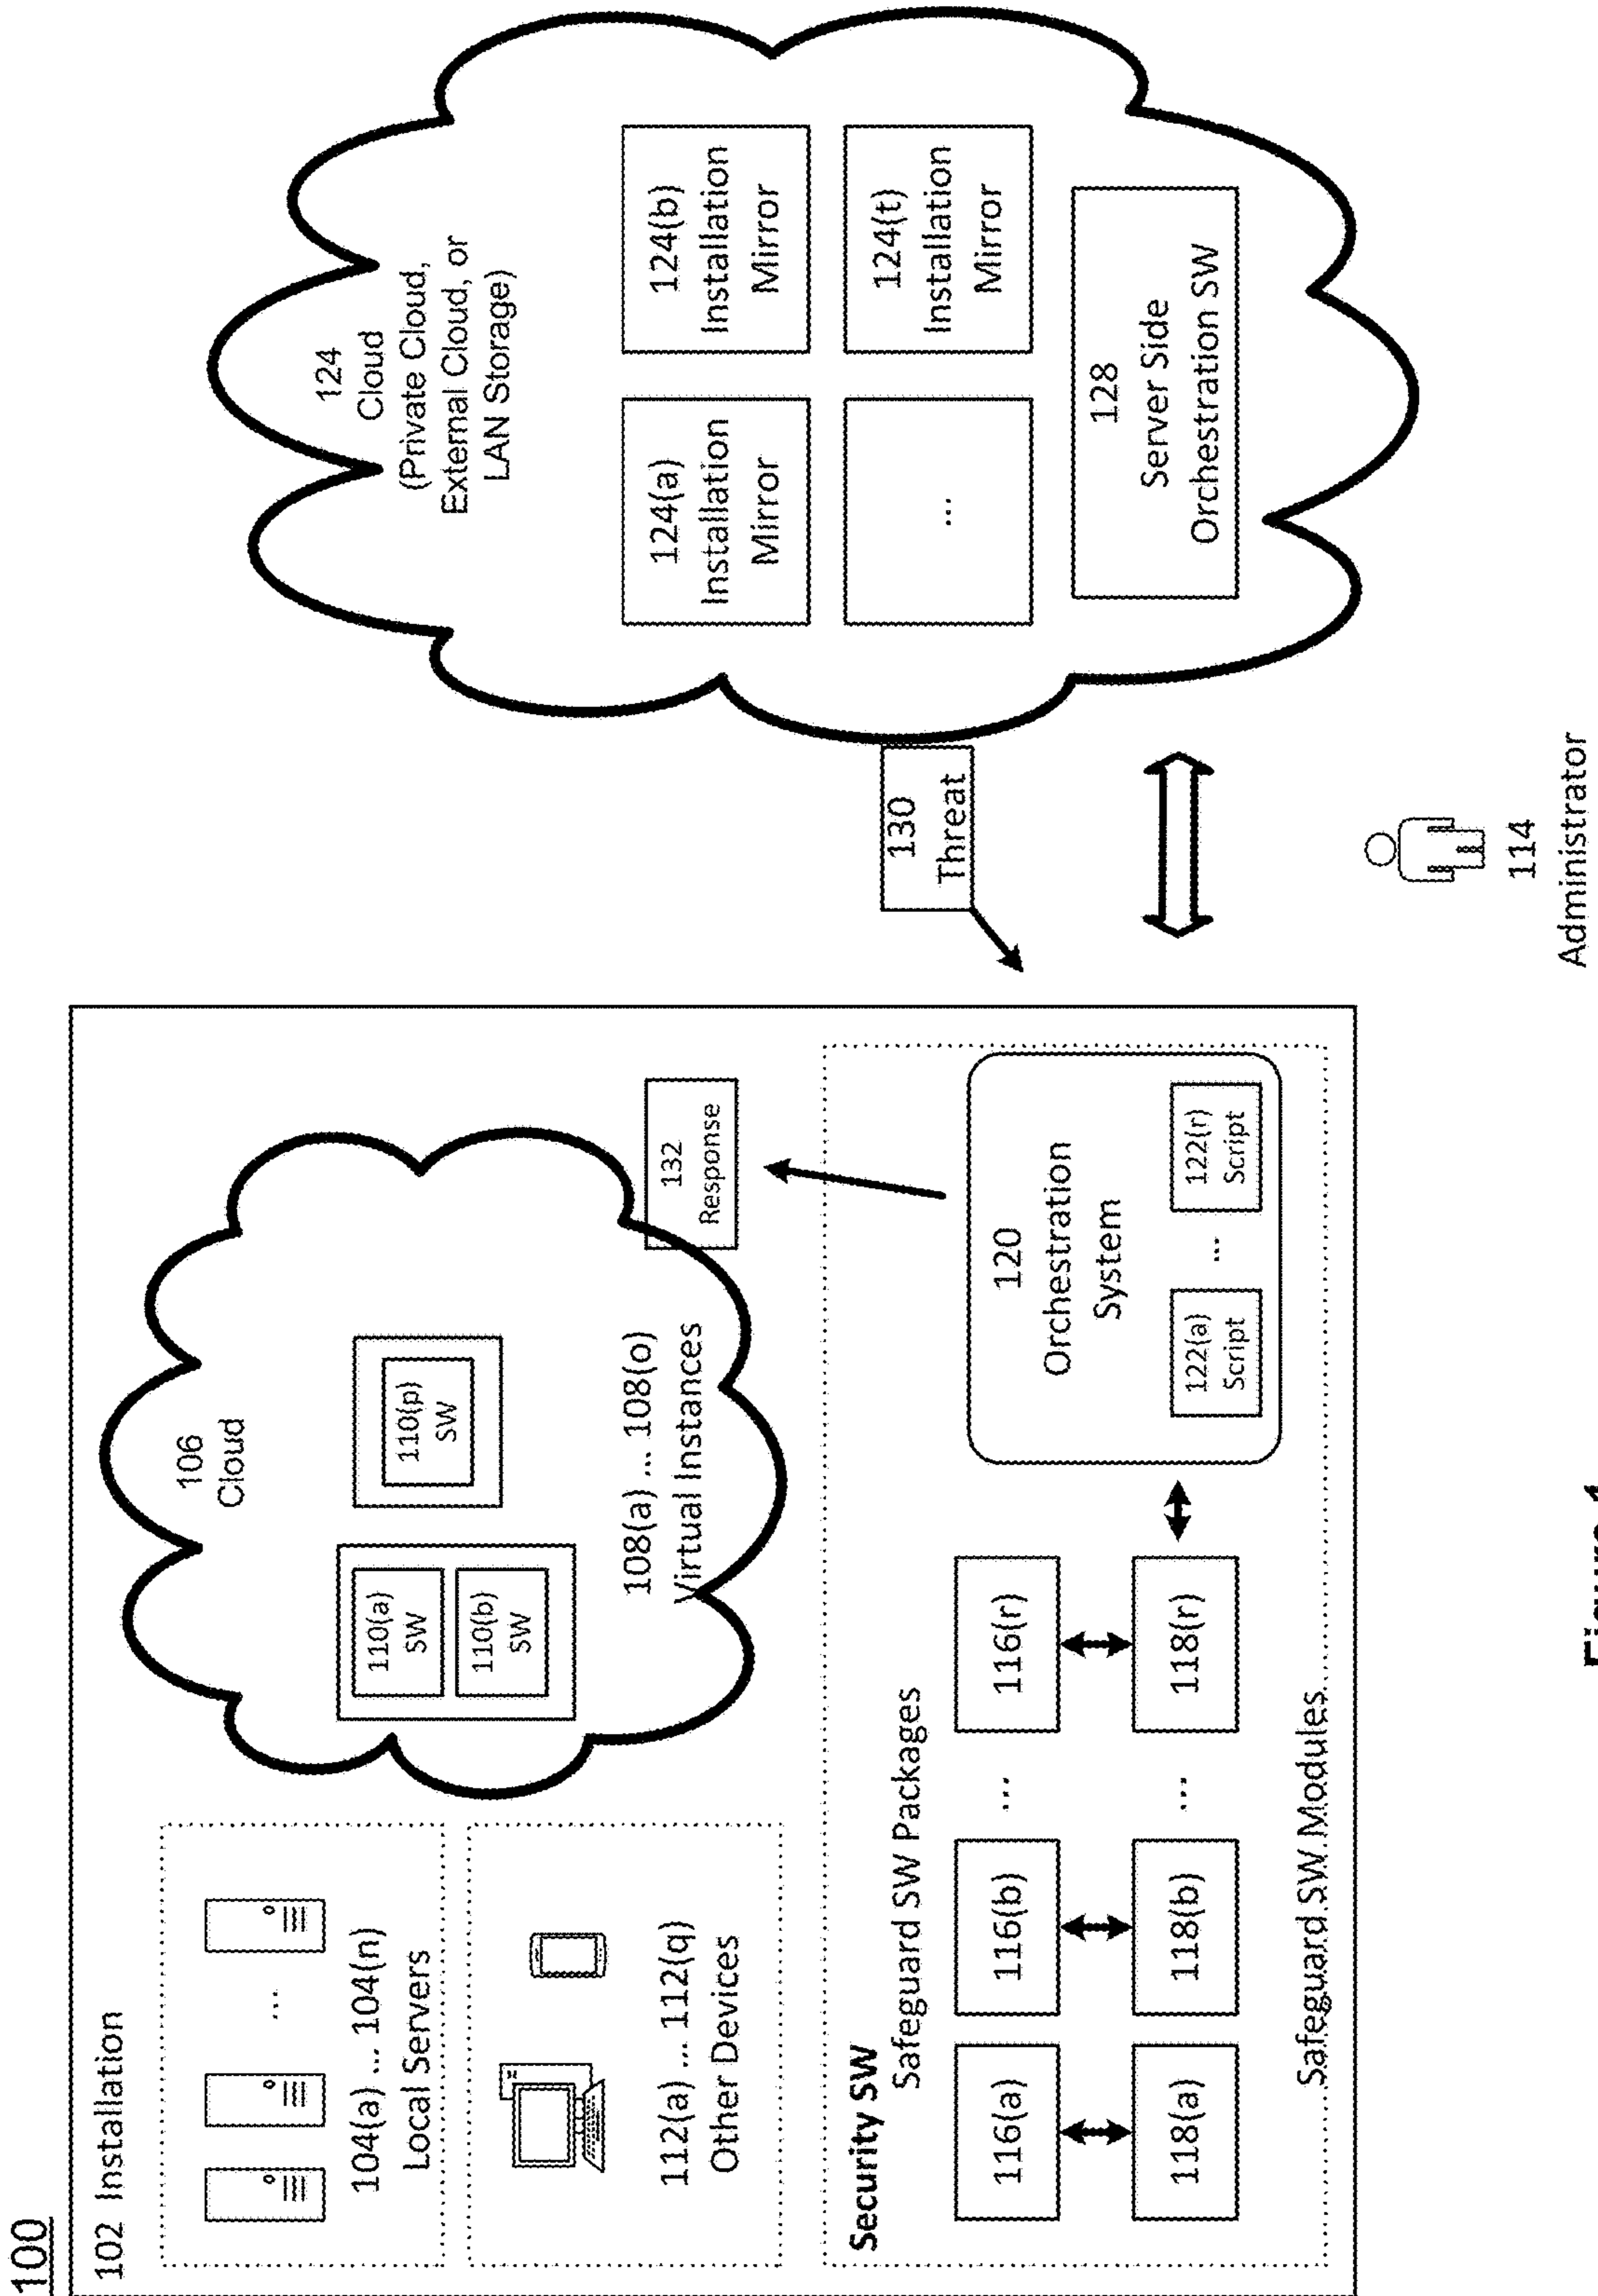 100
102 Installation
104(a) ... 104(n)
Local Servers
...
112(a) ... 112(q)
Other Devices
106
Cloud
110(a)
SW
110(b)
SW
110(p)
SW
108(a) ... 108(o)
Virtual Instances
132
Response
Security SW
Safeguard SW Packages
116(a)
116(b)
...
116(r)
118(a)
118(b)
...
118(r)
Safeguard SW Modules
120
Orchestration
System
122(a)
Script
...
122(r)
Script
130
Threat
114
Administrator
124
Cloud
(Private Cloud,
External Cloud, or
LAN Storage)
124(a)
Installation
Mirror
124(b)
Installation
Mirror
...
124(t)
Installation
Mirror
128
Server Side
Orchestration SW